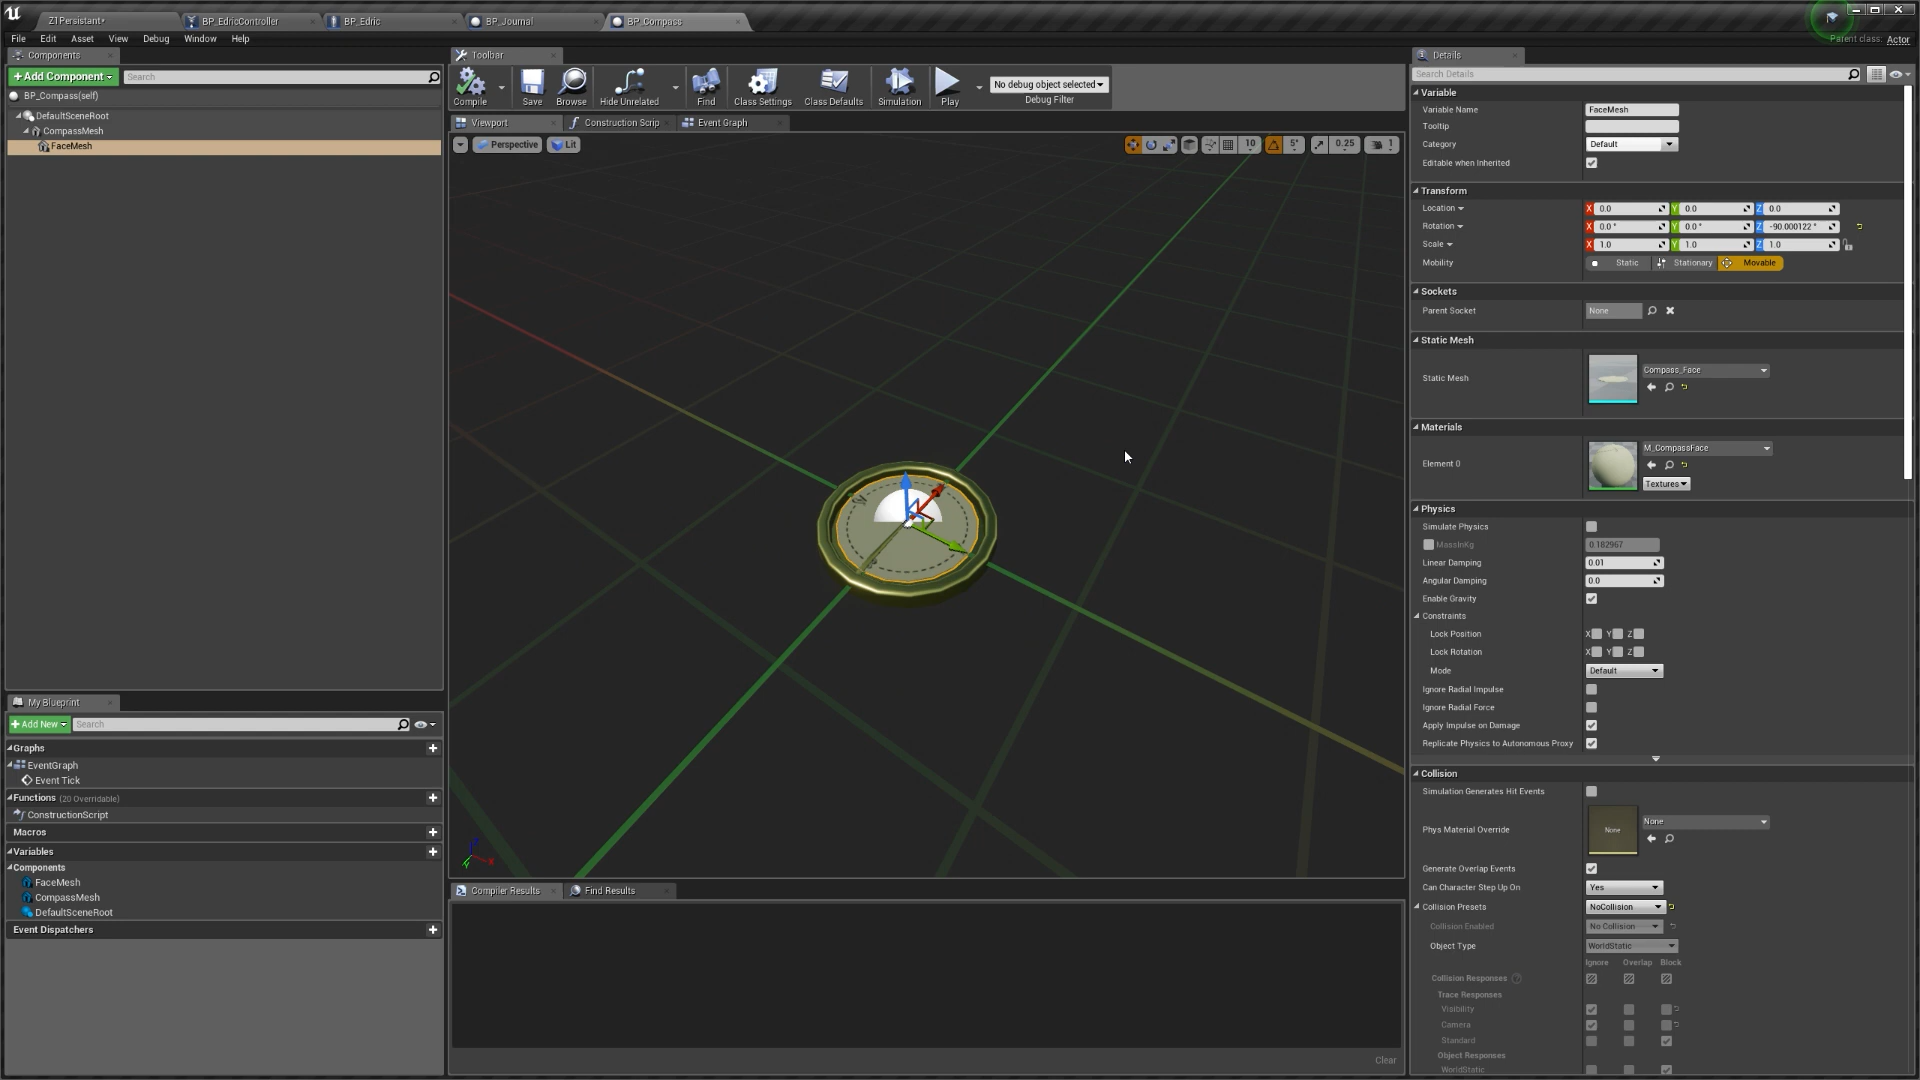 Z1Persistant*
BP_EdricController
BP_Edric
BP_Journal
BP_Compass
File Edit Asset View Debug Window Help
Parent class: Actor
Components
+Add Component
Search
BP_Compass(self)
DefaultSceneRoot
CompassMesh
FaceMesh
My Blueprint
+Add New
Search
Graphs
EventGraph
Event Tick
Functions (20 Overridable)
ConstructionScript
Macros
Variables
Components
FaceMesh
CompassMesh
DefaultSceneRoot
Event Dispatchers
Toolbar
Compile
Save
Browse
Hide Unrelated
Find
Class Settings
Class Defaults
Simulation
Play
No debug object selected
Debug Filter
Viewport
Construction Scrip
Event Graph
Perspective
Lit
10
5°
0.25
1
Compiler Results
Find Results
Clear
Details
Search Details
Variable
Variable Name FaceMesh
Tooltip
Category Default
Editable when Inherited
Transform
Location X 0.0 Y 0.0 Z 0.0
Rotation X 0.0 ° Y 0.0 ° Z -90.000122 °
Scale X 1.0 Y 1.0 Z 1.0
Mobility Static Stationary Movable
Sockets
Parent Socket None
Static Mesh
Static Mesh Compass_Face
Materials
Element 0 M_CompassFace
Textures
Physics
Simulate Physics
MassInKg 0.182967
Linear Damping 0.01
Angular Damping 0.0
Enable Gravity
Constraints
Lock Position X Y Z
Lock Rotation X Y Z
Mode Default
Ignore Radial Impulse
Ignore Radial Force
Apply Impulse on Damage
Replicate Physics to Autonomous Proxy
Collision
Simulation Generates Hit Events
Phys Material Override None None
Generate Overlap Events
Can Character Step Up On Yes
Collision Presets NoCollision
Collision Enabled No Collision
Object Type WorldStatic
Ignore Overlap Block
Collision Responses
Trace Responses
Visibility
Camera
Standard
Object Responses
WorldStatic